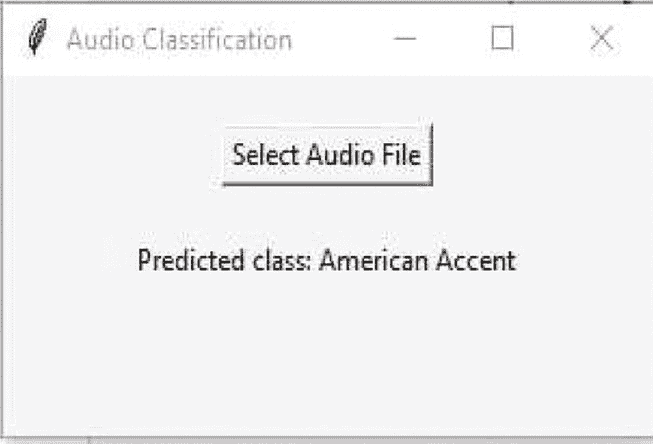 Audio Classification
Select Audio File
Predicted class: American Accent